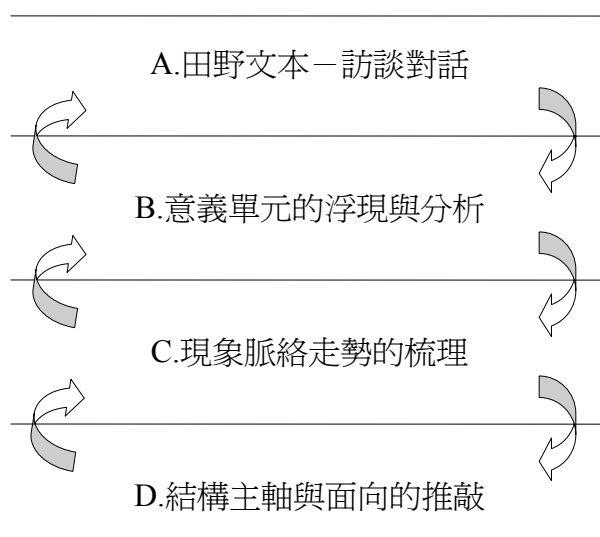 A.田野文本－訪談對話
B.意義單元的浮現與分析
C.現象脈絡走勢的梳理
D.結構主軸與面向的推敲